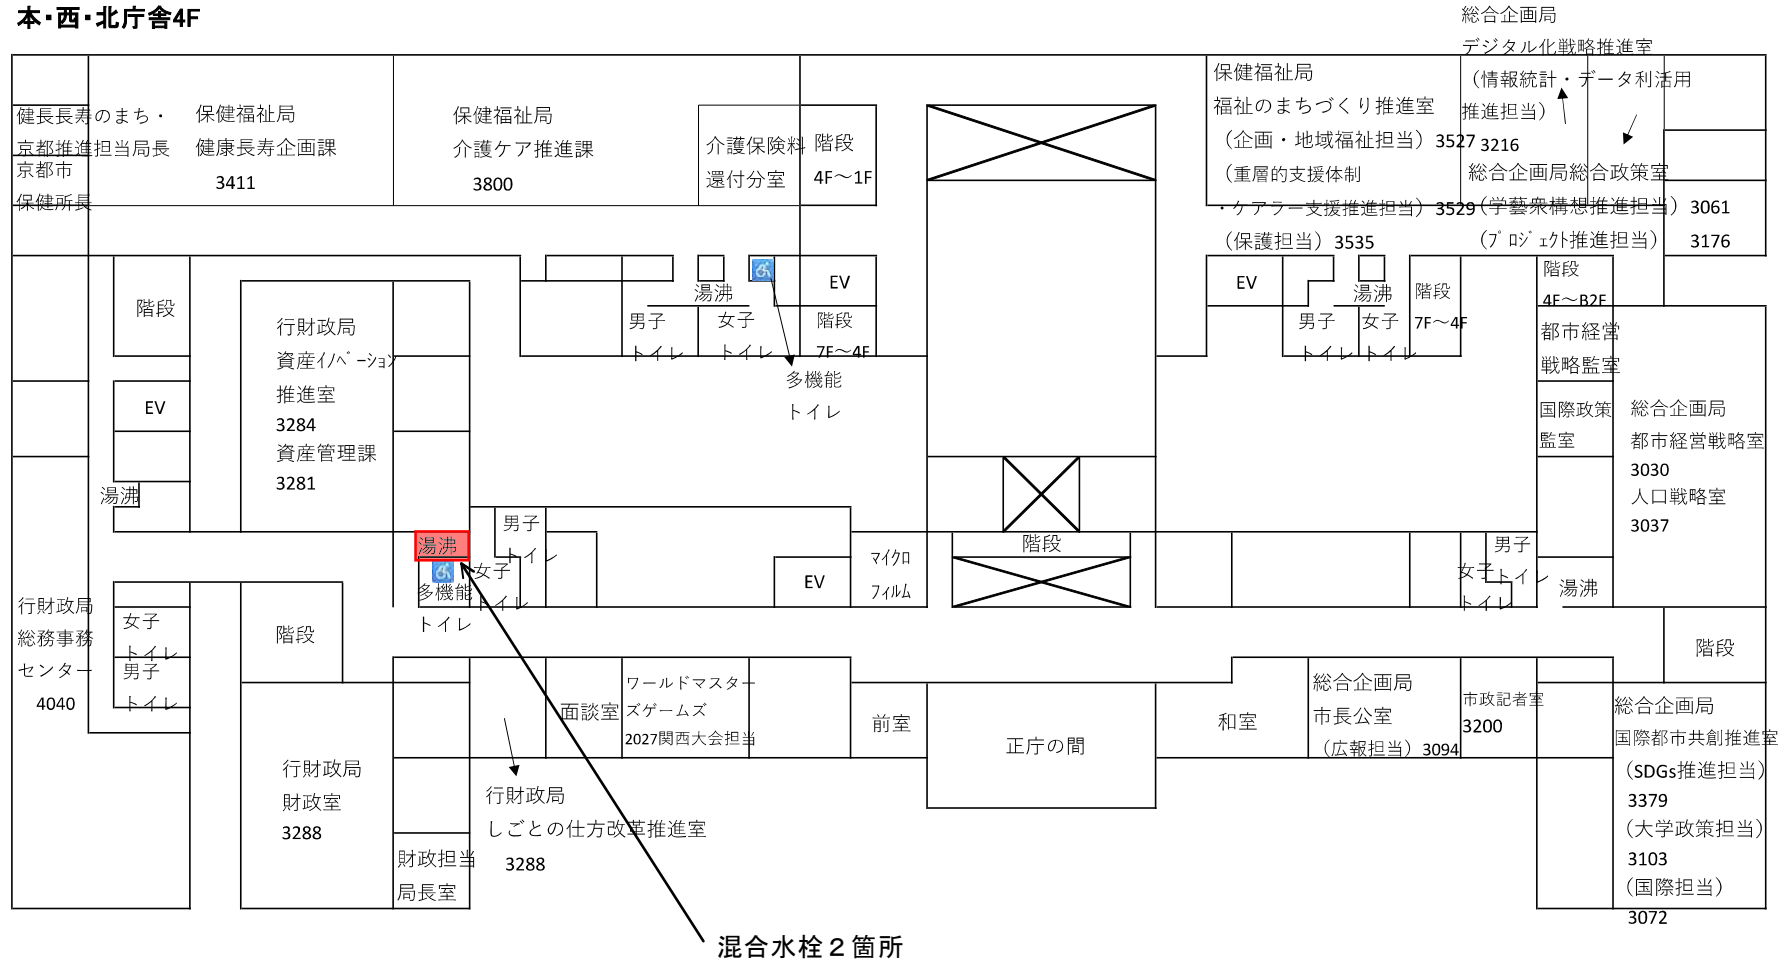 本・西・北庁舎4F
総合企画局
デジタル化戦略推進室
（情報統計・データ利活用
推進担当）
3216
健長長寿のまち・
京都推進担当局長
京都市
保健所長
保健福祉局
健康長寿企画課
3411
保健福祉局
介護ケア推進課
3800
介護保険料
還付分室
階段
4F～1F
保健福祉局
福祉のまちづくり推進室
（企画・地域福祉担当）3527
（重層的支援体制
・ケアラー支援推進担当）3529
（保護担当）3535
総合企画局総合政策室
（学藝衆構想推進担当）3061
（ﾌﾟﾛｼﾞｪｸﾄ推進担当） 3176
階段
行財政局
資産ｲﾉﾍﾞｰｼｮﾝ
推進室
3284
資産管理課
3281
EV
湯沸
湯沸
男子
トイレ
女子
トイレ
EV
階段
7F～4F
多機能
トイレ
EV
湯沸
男子
トイレ
女子
トイレ
階段
7F～4F
階段
4F～B2F
都市経営
戦略監室
国際政策
監室
総合企画局
都市経営戦略室
3030
人口戦略室
3037
湯沸
男子
トイレ
女子
トイレ
多機能
トイレ
EV
マイクロ
フィルム
階段
男子
トイレ
女子
トイレ
湯沸
行財政局
総務事務
センター
4040
女子
トイレ
男子
トイレ
階段
階段
行財政局
財政室
3288
財政担当
局長室
行財政局
しごとの仕方改革推進室
3288
面談室
ワールドマスター
ズゲームズ
2027関西大会担当
前室
正庁の間
和室
総合企画局
市長公室
（広報担当）3094
市政記者室
3200
総合企画局
国際都市共創推進室
（SDGs推進担当）
3379
（大学政策担当）
3103
（国際担当）
3072
混合水栓２箇所